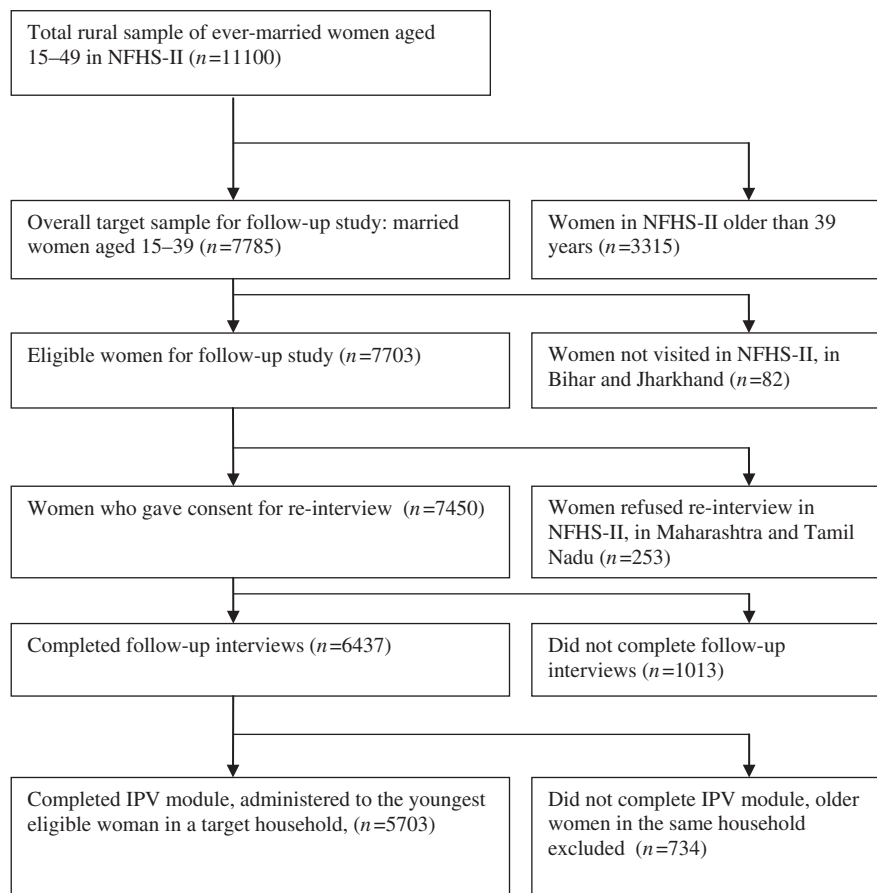 Total rural sample of ever-married women aged
15–49 in NFHS-II (n=11100)
Overall target sample for follow-up study: married
women aged 15–39 (n=7785)
Women in NFHS-II older than 39
years (n=3315)
Eligible women for follow-up study (n=7703)
Women not visited in NFHS-II, in
Bihar and Jharkhand (n=82)
Women who gave consent for re-interview (n=7450)
Women refused re-interview in
NFHS-II, in Maharashtra and Tamil
Nadu (n=253)
Completed follow-up interviews (n=6437)
Did not complete follow-up
interviews (n=1013)
Completed IPV module, administered to the youngest
eligible woman in a target household, (n=5703)
Did not complete IPV module, older
women in the same household
excluded (n=734)